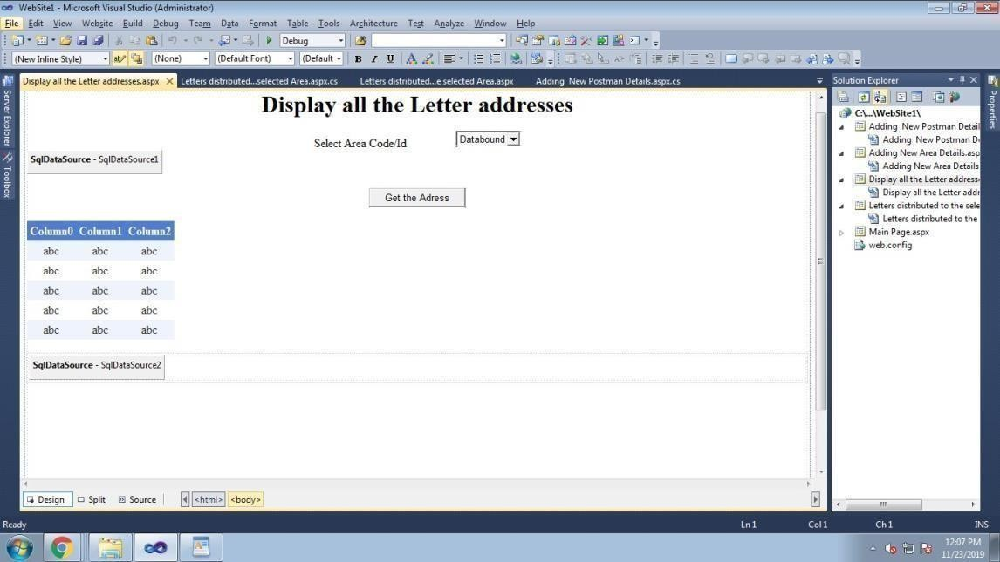 WebSite1 - Microsoft Visual Studio (Administrator)
File Edit View Website Build Debug Team Data Format Table Tools Architecture Test Analyze Window Help
Debug
(New Inline Style) (None) (Default Font) (Default B I U A
Display all the Letter addresses.aspx Letters distributed...selected Area.aspx.cs Letters distributed...e selected Area.aspx Adding New Postman Details.aspx.cs
Server Explorer
Toolbox
Display all the Letter addresses
Select Area Code/Id Databound
SqlDataSource - SqlDataSource1
Get the Adress
Column0 Column1 Column2
abc abc abc
abc abc abc
abc abc abc
abc abc abc
abc abc abc
SqlDataSource - SqlDataSource2
Design Split Source <html> <body>
Solution Explorer
C:\...\WebSite1\
Adding New Postman Detail
Adding New Postman D
Adding New Area Details.asp
Adding New Area Details
Display all the Letter address
Display all the Letter addr
Letters distributed to the sele
Letters distributed to the
Main Page.aspx
web.config
Properties
Ready Ln 1 Col 1 Ch 1 INS
12:07 PM
11/23/2019